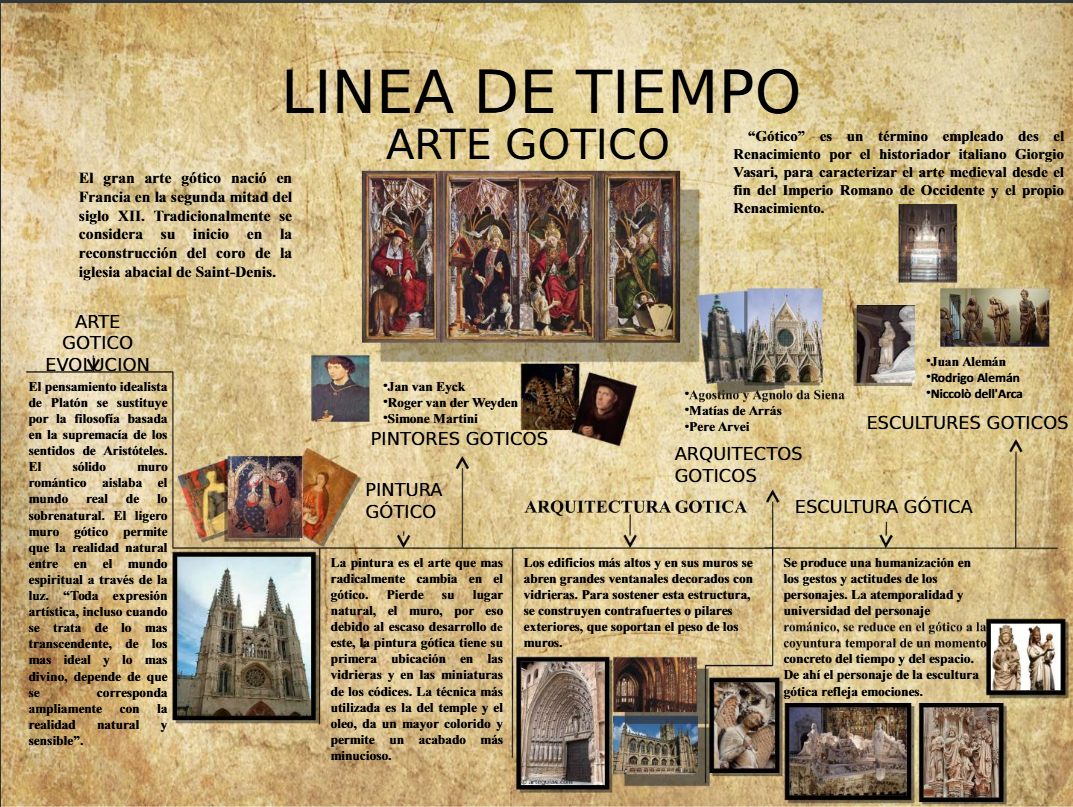 LINEA DE TIEMPO
ARTE GOTICO
El gran arte gótico nació en
Francia en la segunda mitad del
siglo XII. Tradicionalmente se
considera su inicio en la
reconstrucción del coro de la
iglesia abacial de Saint-Denis.
“Gótico” es un término empleado des el
Renacimiento por el historiador italiano Giorgio
Vasari, para caracterizar el arte medieval desde el
fin del Imperio Romano de Occidente y el propio
Renacimiento.
ARTE
GOTICO
EVOLUCION
El pensamiento idealista
de Platón se sustituye
por la filosofía basada
en la supremacía de los
sentidos de Aristóteles.
El sólido muro
romántico aislaba el
mundo real de lo
sobrenatural. El ligero
muro gótico permite
que la realidad natural
entre en el mundo
espiritual a través de la
luz. “Toda expresión
artística, incluso cuando
se trata de lo mas
transcendente, de los
mas ideal y lo mas
divino, depende de que
se corresponda
ampliamente con la
realidad natural y
sensible”.
•Jan van Eyck
•Roger van der Weyden
•Simone Martini
PINTORES GOTICOS
PINTURA
GÓTICO
La pintura es el arte que mas
radicalmente cambia en el
gótico. Pierde su lugar
natural, el muro, por eso
debido al escaso desarrollo de
este, la pintura gótica tiene su
primera ubicación en las
vidrieras y en las miniaturas
de los códices. La técnica más
utilizada es la del temple y el
oleo, da un mayor colorido y
permite un acabado más
minucioso.
•Agostino y Agnolo da Siena
•Matías de Arrás
•Pere Arvei
ARQUITECTOS
GOTICOS
ARQUITECTURA GOTICA
Los edificios más altos y en sus muros se
abren grandes ventanales decorados con
vidrieras. Para sostener esta estructura,
se construyen contrafuertes o pilares
exteriores, que soportan el peso de los
muros.
•Juan Alemán
•Rodrigo Alemán
•Niccolò dell'Arca
ESCULTURES GOTICOS
ESCULTURA GÓTICA
Se produce una humanización en
los gestos y actitudes de los
personajes. La atemporalidad y
universidad del personaje
románico, se reduce en el gótico a la
coyuntura temporal de un momento
concreto del tiempo y del espacio.
De ahí el personaje de la escultura
gótica refleja emociones.